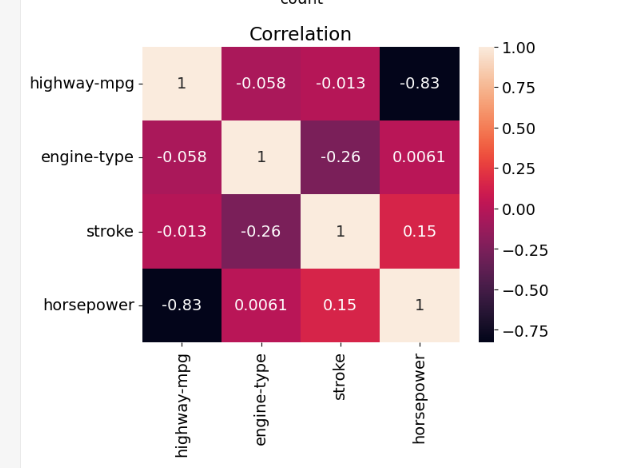 count
Correlation
highway-mpg 1 -0.058 -0.013 -0.83
engine-type -0.058 1 -0.26 0.0061
stroke -0.013 -0.26 1 0.15
horsepower -0.83 0.0061 0.15 1
highway-mpg
engine-type
stroke
horsepower
1.00
0.75
0.50
0.25
0.00
−0.25
−0.50
−0.75